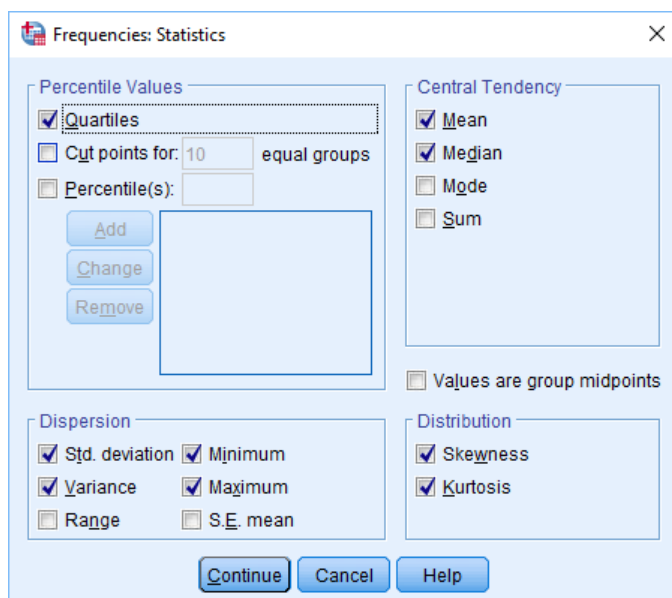 Frequencies: Statistics
Percentile Values
Quartiles
Cut points for: 10 equal groups
Percentile(s):
Add
Change
Remove
Central Tendency
Mean
Median
Mode
Sum
Values are group midpoints
Dispersion
Std. deviation Minimum
Variance Maximum
Range S.E. mean
Distribution
Skewness
Kurtosis
Continue Cancel Help